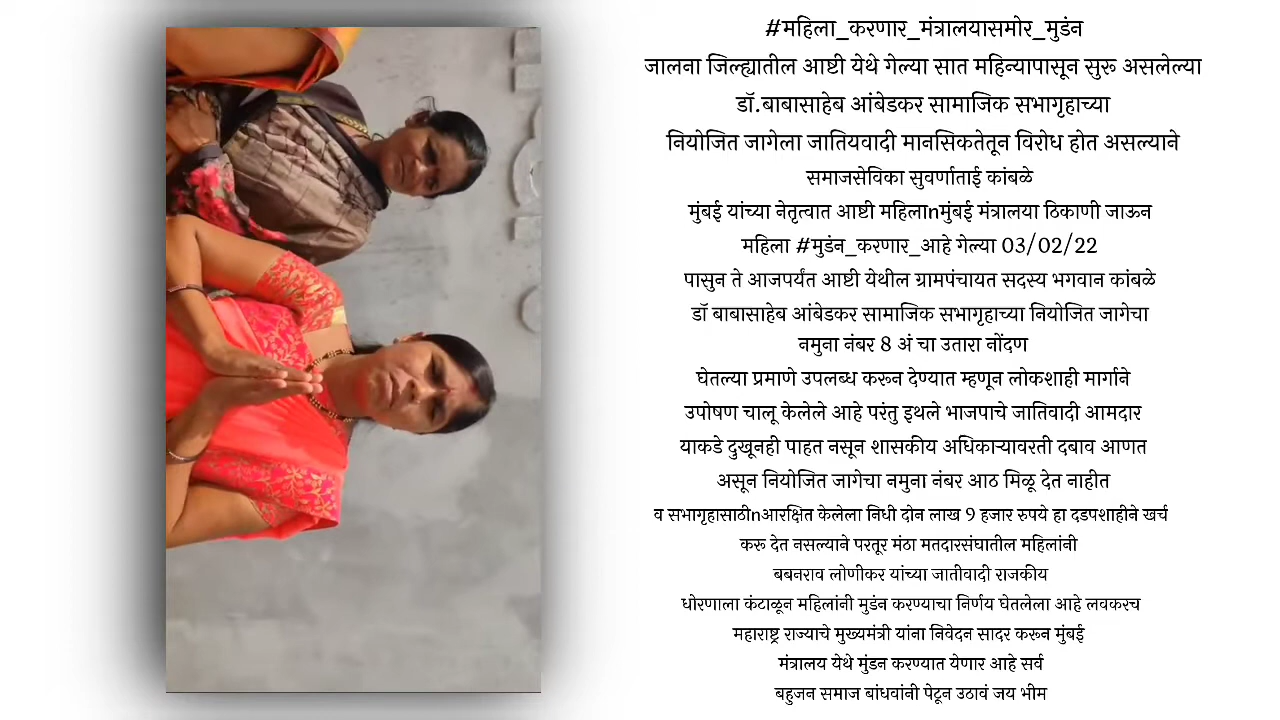 #महिला_करणार_मंत्रालयासमोर_मुडंन
जालना जिल्ह्यातील आष्टी येथे गेल्या सात महिन्यापासून सुरू असलेल्या
डॉ.बाबासाहेब आंबेडकर सामाजिक सभागृहाच्या
नियोजित जागेला जातियवादी मानसिकतेतून विरोध होत असल्याने
समाजसेविका सुवर्णाताई कांबळे
मुंबई यांच्या नेतृत्वात आष्टी महिलाnमुंबई मंत्रालया ठिकाणी जाऊन
महिला #मुडंन_करणार_आहे गेल्या 03/02/22
पासुन ते आजपर्यंत आष्टी येथील ग्रामपंचायत सदस्य भगवान कांबळे
डॉ बाबासाहेब आंबेडकर सामाजिक सभागृहाच्या नियोजित जागेचा
नमुना नंबर 8 अं चा उतारा नोंदण
घेतल्या प्रमाणे उपलब्ध करून देण्यात म्हणून लोकशाही मार्गाने
उपोषण चालू केलेले आहे परंतु इथले भाजपाचे जातिवादी आमदार
याकडे दुखूनही पाहत नसून शासकीय अधिकाऱ्यावरती दबाव आणत
असून नियोजित जागेचा नमुना नंबर आठ मिळू देत नाहीत
व सभागृहासाठीnआरक्षित केलेला निधी दोन लाख 9 हजार रुपये हा दडपशाहीने खर्च
करू देत नसल्याने परतूर मंठा मतदारसंघातील महिलांनी
बबनराव लोणीकर यांच्या जातीवादी राजकीय
धोरणाला कंटाळून महिलांनी मुडंन करण्याचा निर्णय घेतलेला आहे लवकरच
महाराष्ट्र राज्याचे मुख्यमंत्री यांना निवेदन सादर करून मुंबई
मंत्रालय येथे मुंडन करण्यात येणार आहे सर्व
बहुजन समाज बांधवांनी पेटून उठावं जय भीम